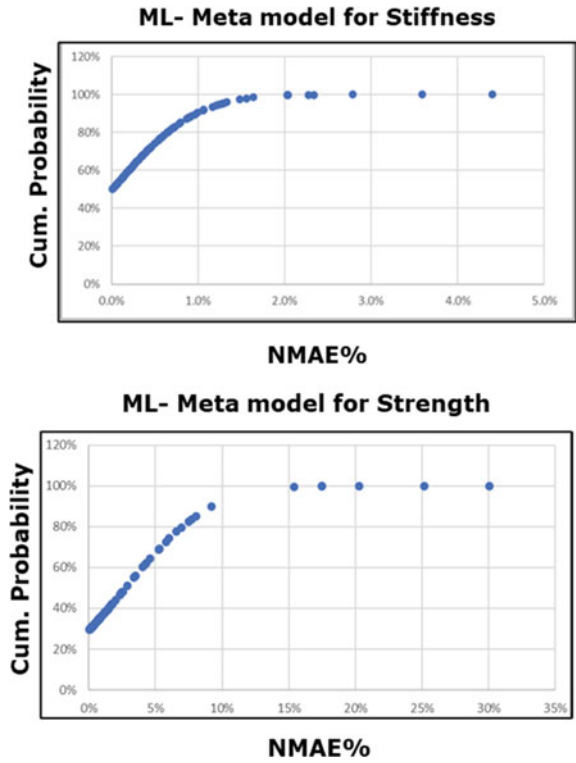 ML- Meta model for Stiffness
Cum. Probability
120%
100%
80%
60%
40%
20%
0%
0.0% 1.0% 2.0% 3.0% 4.0% 5.0%
NMAE%
ML- Meta model for Strength
Cum. Probability
120%
100%
80%
60%
40%
20%
0%
0% 5% 10% 15% 20% 25% 30% 35%
NMAE%